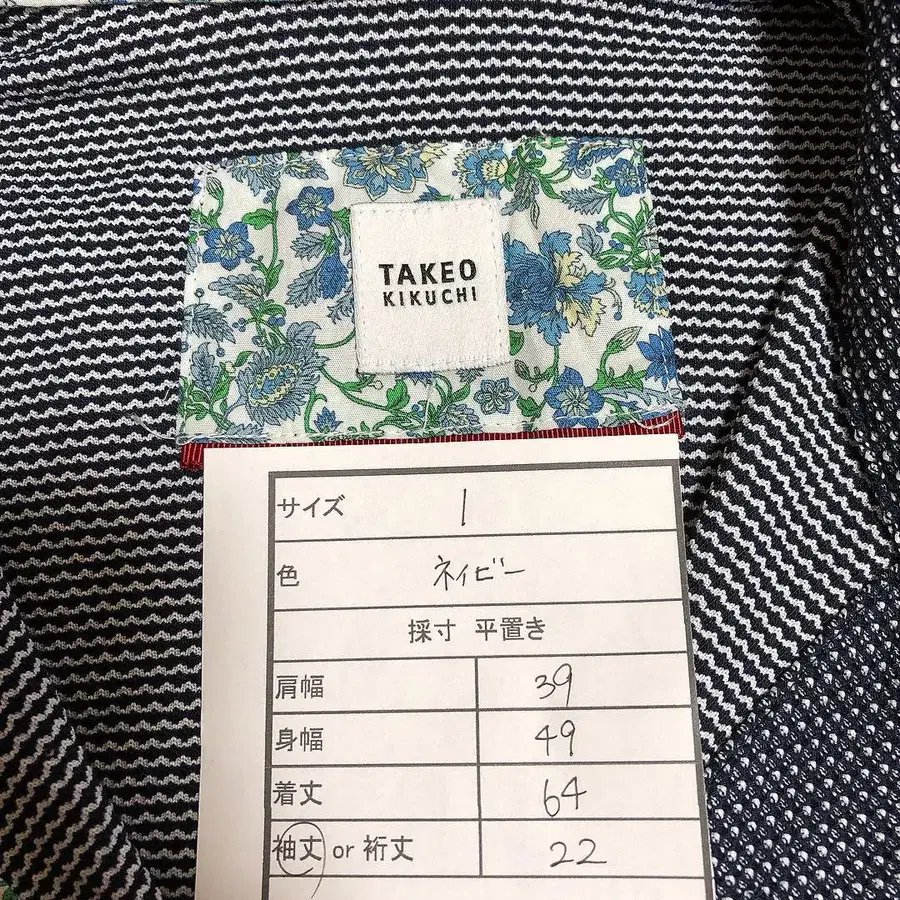 TAKEO
KIKUCHI
サイズ 1
色 ネイビー
採寸 平置き
肩幅 39
身幅 49
着丈 64
袖丈 or 裄丈 22